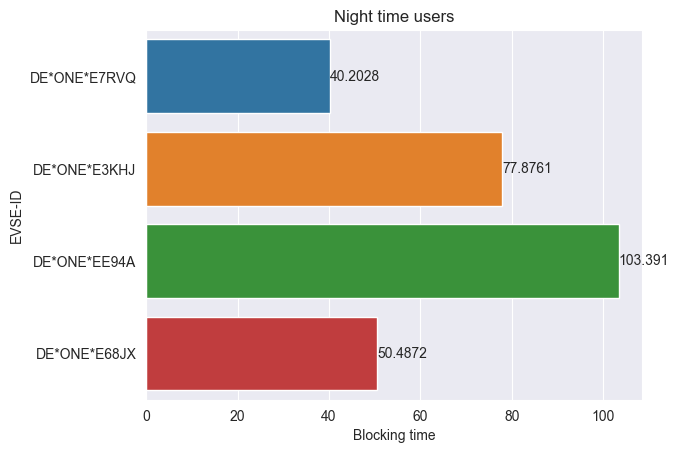 Night time users
EVSE-ID
DE*ONE*E7RVQ
40.2028
DE*ONE*E3KHJ
77.8761
DE*ONE*EE94A
103.391
DE*ONE*E68JX
50.4872
0 20 40 60 80 100
Blocking time